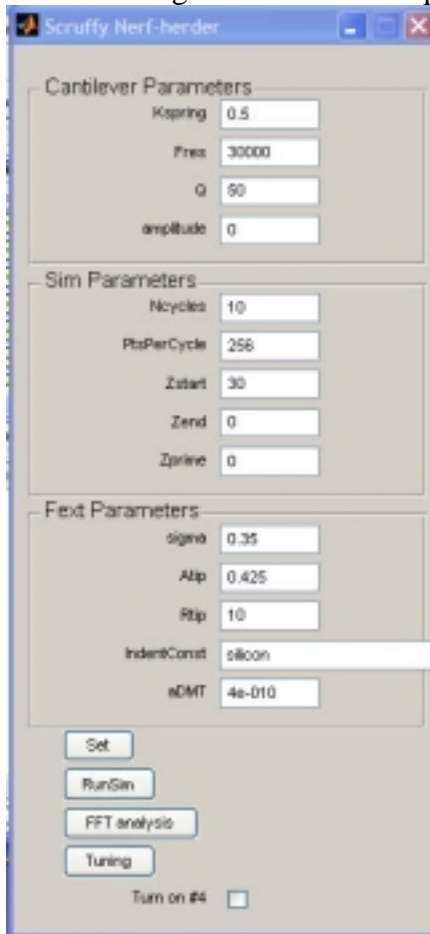 Scruffy Nerf-herder
Cantilever Parameters
Kspring 0.5
Fres 30000
Q 50
amplitude 0
Sim Parameters
Ncycles 10
PtsPerCycle 256
Zstart 30
Zend 0
Zprime 0
Fext Parameters
sigma 0.35
Atip 0.425
Rtip 10
IndentConst silicon
aDMT 4e-010
Set
RunSim
FFT analysis
Tuning
Turn on #4